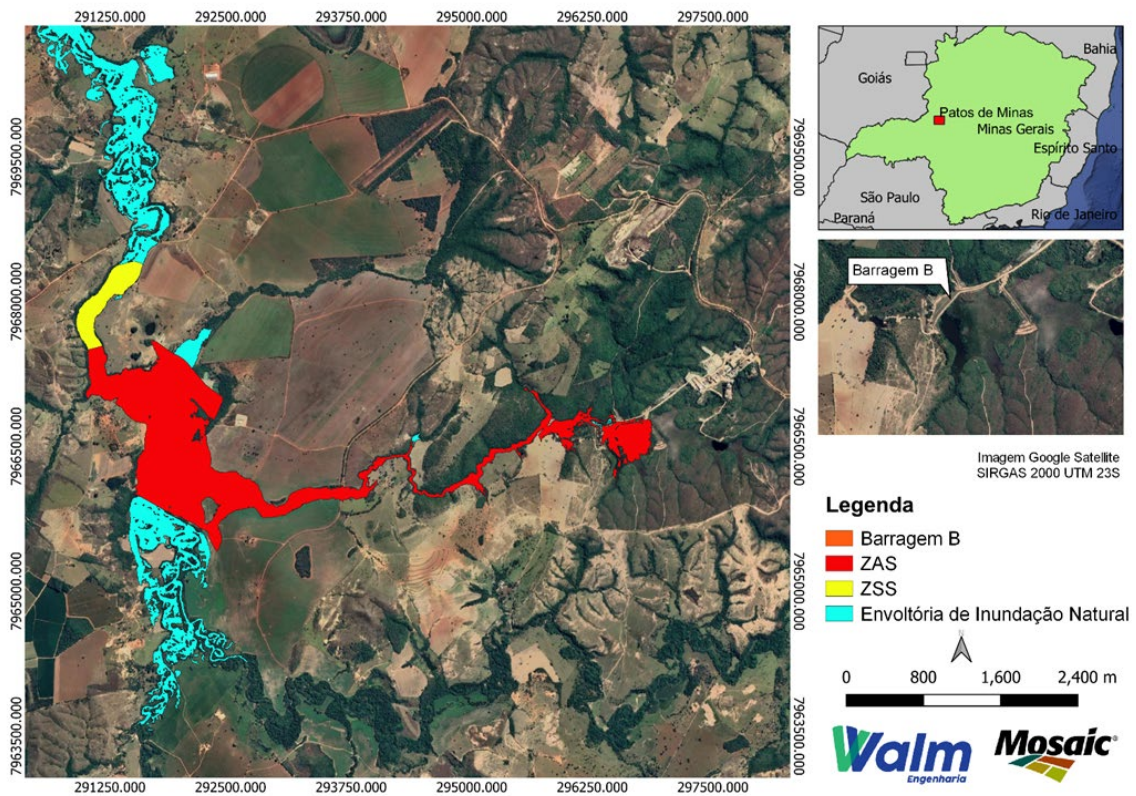 291250.000 292500.000 293750.000 295000.000 296250.000 297500.000
7969500.000
7968000.000
7966500.000
7965000.000
7963500.000
7969500.000
7968000.000
7966500.000
7965000.000
7963500.000
291250.000 292500.000 293750.000 295000.000 296250.000 297500.000
Bahia
Goiás
Patos de Minas
Minas Gerais
Espírito Santo
São Paulo
Rio de Janeiro
Paraná
Barragem B
Imagem Google Satellite
SIRGAS 2000 UTM 23S
Legenda
Barragem B
ZAS
ZSS
Envoltória de Inundação Natural
0 800 1,600 2,400 m
Walm
Engenharia
Mosaic®